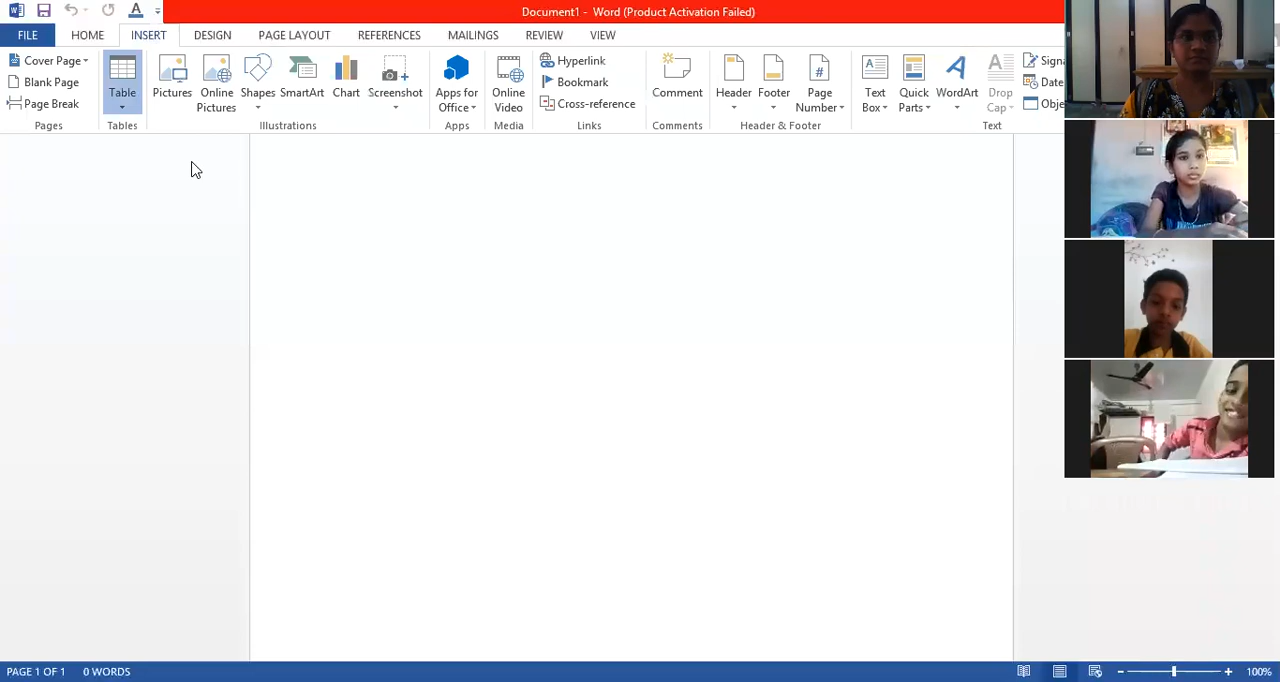 Document1 - Word (Product Activation Failed)
FILE HOME INSERT DESIGN PAGE LAYOUT REFERENCES MAILINGS REVIEW VIEW
Cover Page
Blank Page
Page Break
Pages
Table
Tables
Pictures
Online Pictures
Shapes
SmartArt
Chart
Screenshot
Illustrations
Apps for Office
Apps
Online Video
Media
Hyperlink
Bookmark
Cross-reference
Links
Comment
Comments
Header
Footer
Page Number
Header & Footer
Text Box
Quick Parts
WordArt
Drop Cap
Signa
Date
Obje
Text
PAGE 1 OF 1 0 WORDS 100%